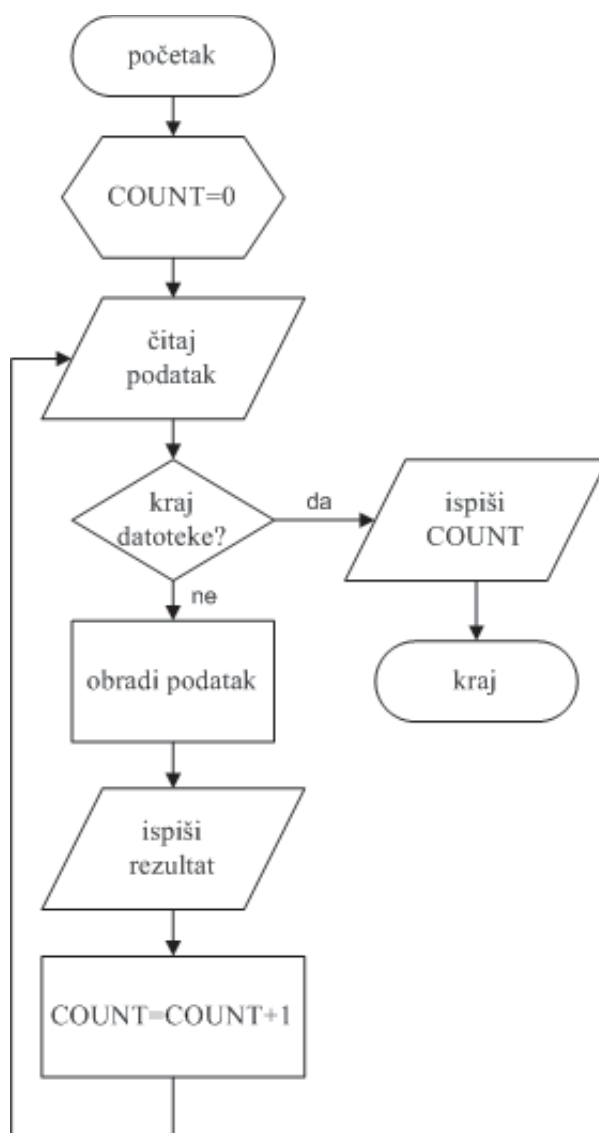 početak
COUNT=0
čitaj
podatak
kraj
datoteke?
da
ispiši
COUNT
kraj
ne
obradi podatak
ispiši
rezultat
COUNT=COUNT+1